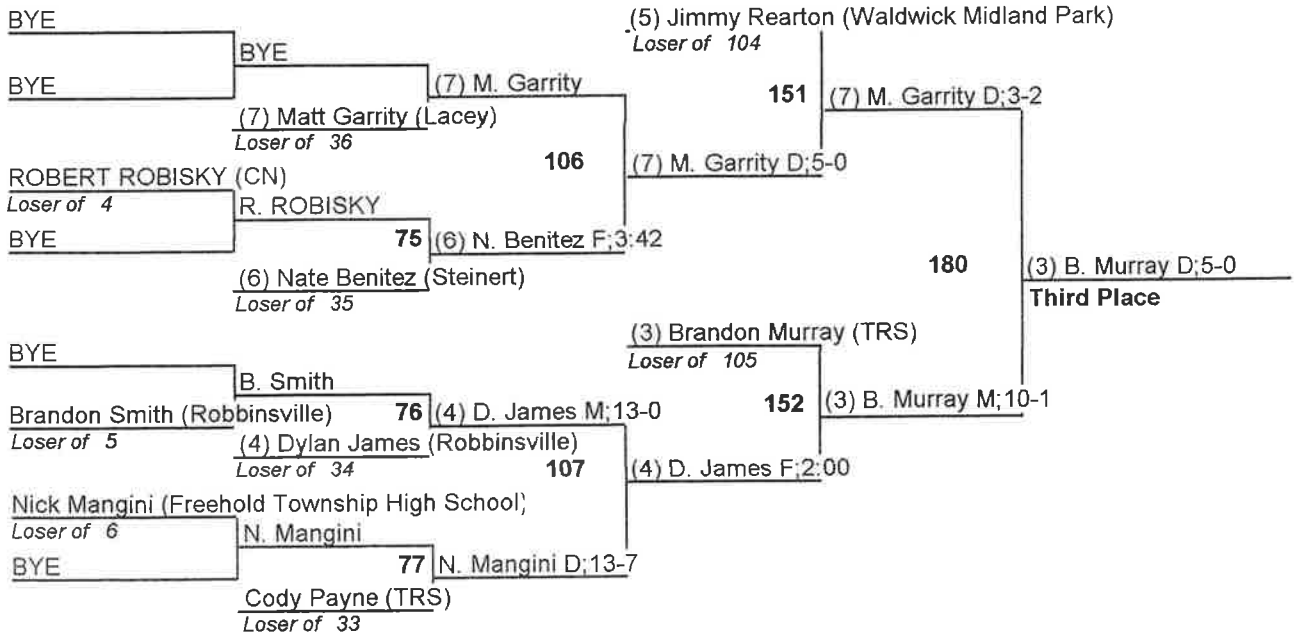 BYE
BYE
BYE
(7) Matt Garrity (Lacey)
Loser of 36
(7) M. Garrity
ROBERT ROBISKY (CN)
Loser of 4
BYE
R. ROBISKY
75
(6) Nate Benitez (Steinert)
Loser of 35
(6) N. Benitez F;3:42
106
(7) M. Garrity D;5-0
(5) Jimmy Rearton (Waldwick Midland Park)
Loser of 104
151
(7) M. Garrity D;3-2
BYE
Brandon Smith (Robbinsville)
Loser of 5
B. Smith
76
(4) Dylan James (Robbinsville)
Loser of 34
(4) D. James M;13-0
Nick Mangini (Freehold Township High School)
Loser of 6
BYE
N. Mangini
77
Cody Payne (TRS)
Loser of 33
N. Mangini D;13-7
107
(4) D. James F;2:00
(3) Brandon Murray (TRS)
Loser of 105
152
(3) B. Murray M;10-1
180
(3) B. Murray D;5-0
Third Place